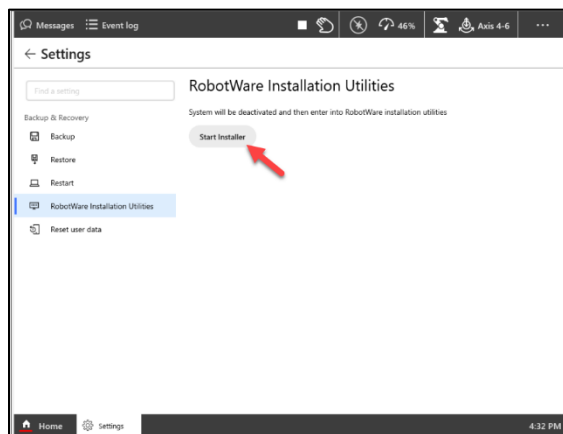 Messages Event log 46% Axis 4-6 ...
Settings
Find a setting
Backup & Recovery
Backup
Restore
Restart
RobotWare Installation Utilities
Reset user data
RobotWare Installation Utilities
System will be deactivated and then enter into RobotWare installation utilities
Start Installer
Home Settings 4:32 PM